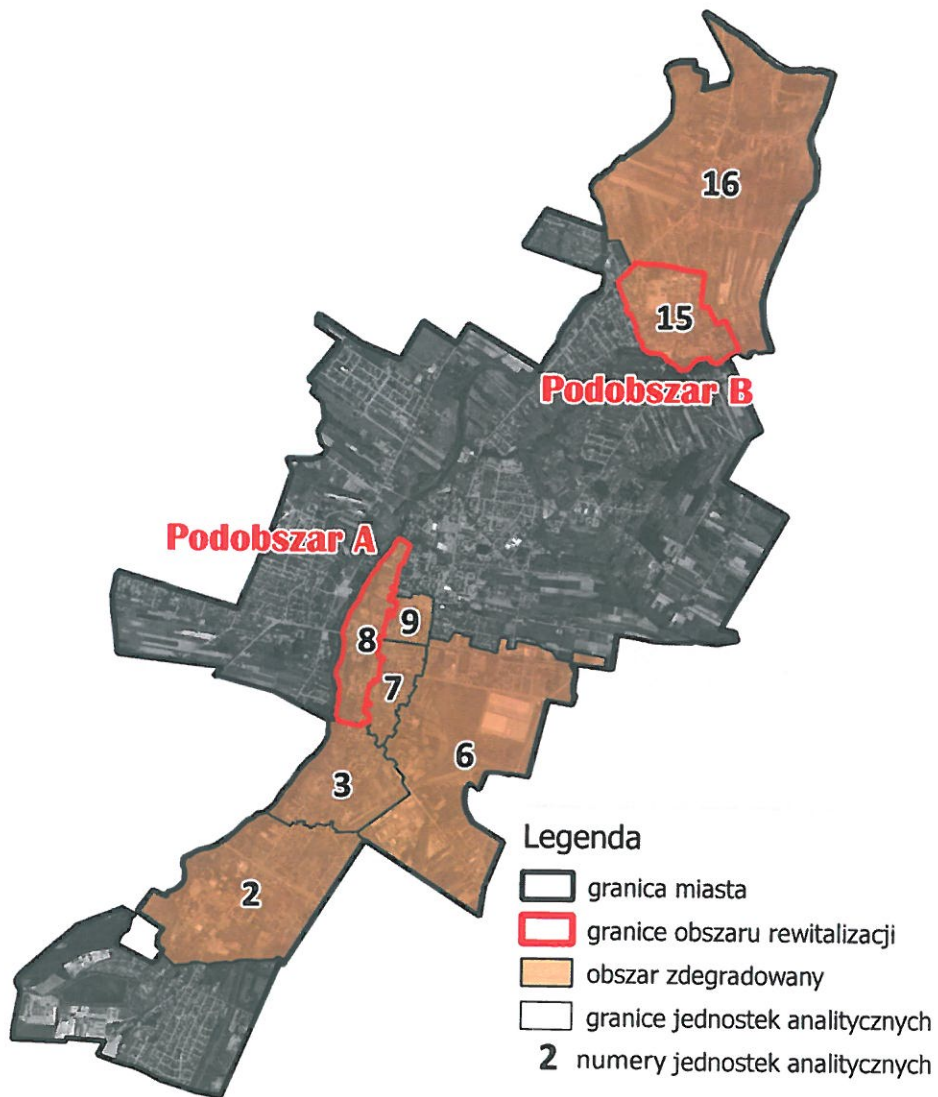 16
15
Podobszar B
Podobszar A
9
8
7
6
3
2
Legenda
granica miasta
granice obszaru rewitalizacji
obszar zdegradowany
granice jednostek analitycznych
2 numery jednostek analitycznych